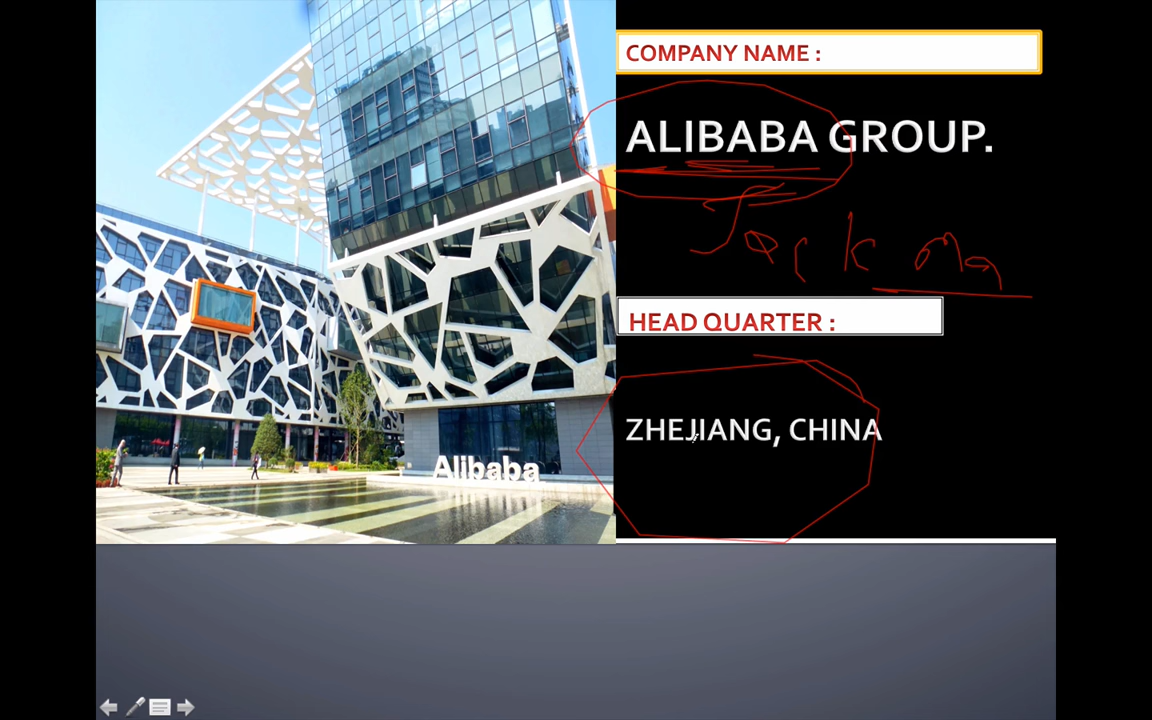 COMPANY NAME :
ALIBABA GROUP.
Jack Ma
HEAD QUARTER :
ZHEJIANG, CHINA
Alibaba